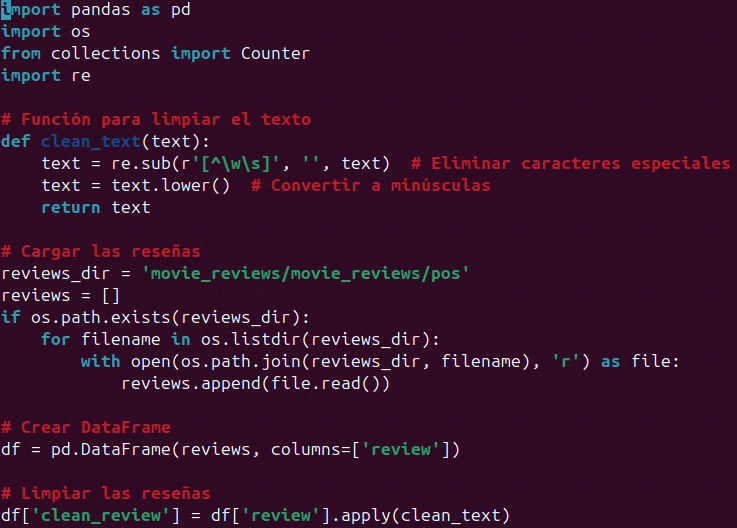 import pandas as pd
import os
from collections import Counter
import re

# Función para limpiar el texto
def clean_text(text):
    text = re.sub(r'[^\w\s]', '', text)  # Eliminar caracteres especiales
    text = text.lower()  # Convertir a minúsculas
    return text

# Cargar las reseñas
reviews_dir = 'movie_reviews/movie_reviews/pos'
reviews = []
if os.path.exists(reviews_dir):
    for filename in os.listdir(reviews_dir):
        with open(os.path.join(reviews_dir, filename), 'r') as file:
            reviews.append(file.read())

# Crear DataFrame
df = pd.DataFrame(reviews, columns=['review'])

# Limpiar las reseñas
df['clean_review'] = df['review'].apply(clean_text)